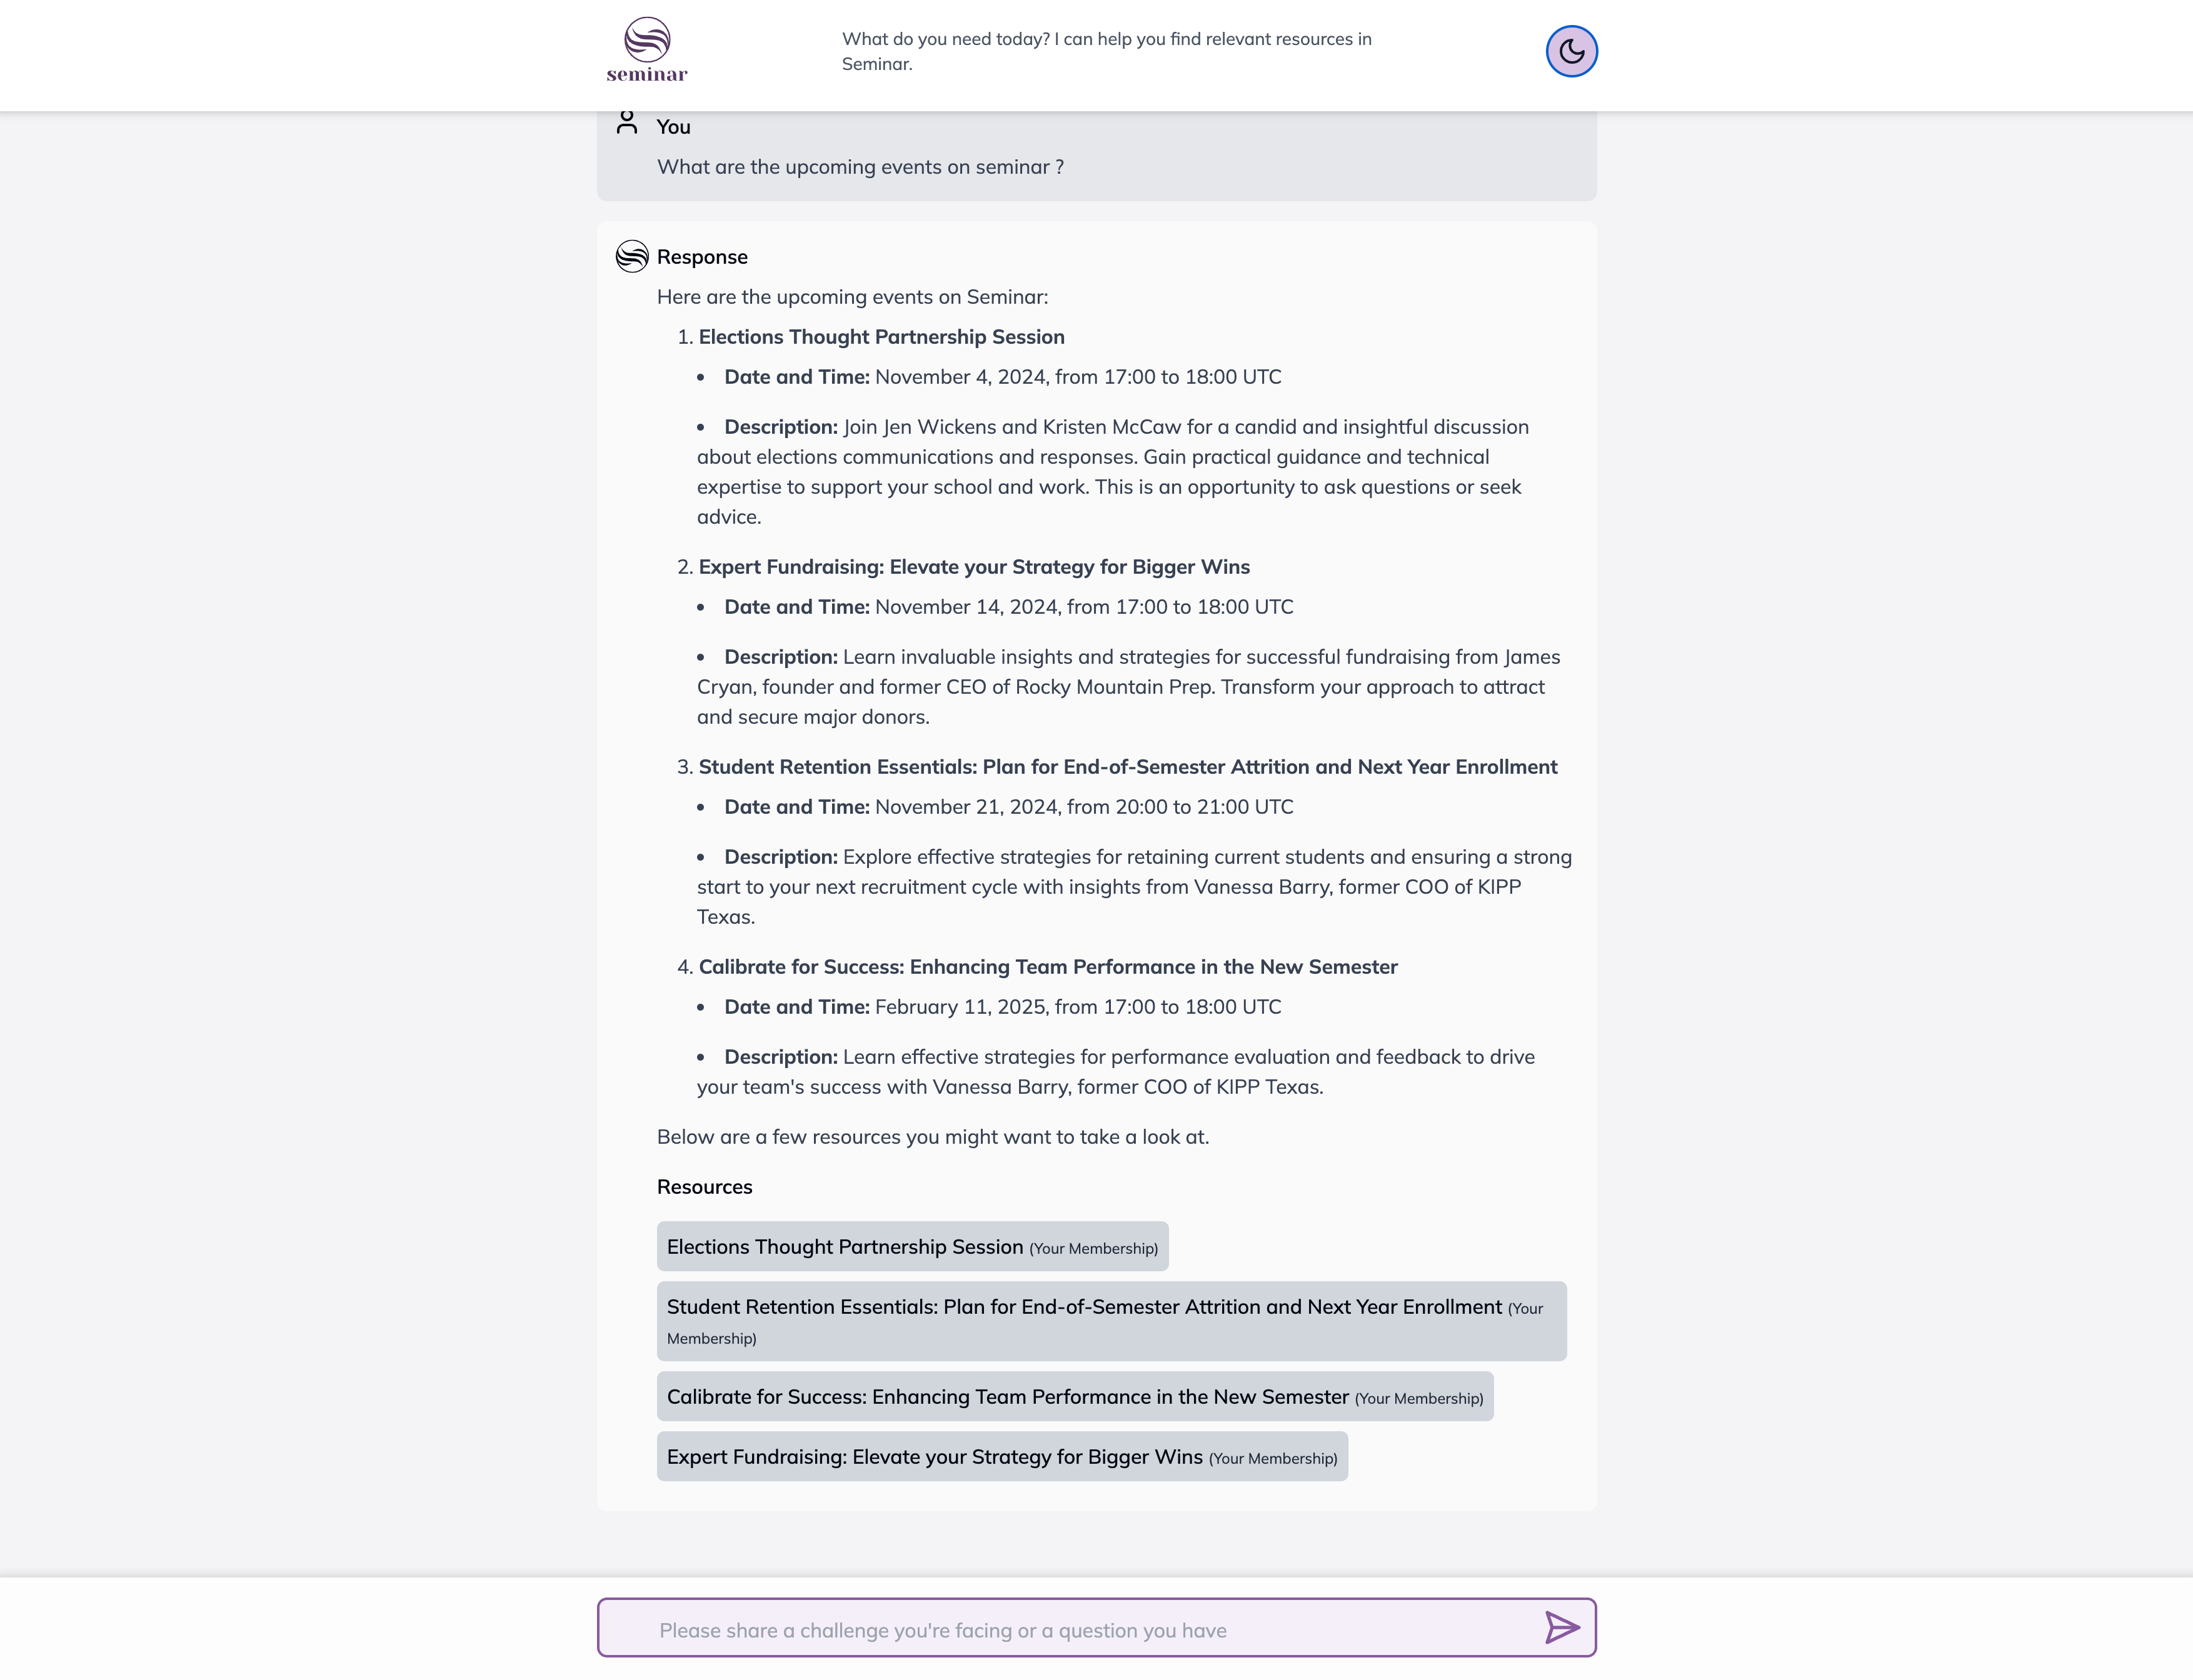 seminar
What do you need today? I can help you find relevant resources in
Seminar.
You
What are the upcoming events on seminar ?
Response
Here are the upcoming events on Seminar:
1. Elections Thought Partnership Session
• Date and Time: November 4, 2024, from 17:00 to 18:00 UTC
• Description: Join Jen Wickens and Kristen McCaw for a candid and insightful discussion
about elections communications and responses. Gain practical guidance and technical
expertise to support your school and work. This is an opportunity to ask questions or seek
advice.
2. Expert Fundraising: Elevate your Strategy for Bigger Wins
• Date and Time: November 14, 2024, from 17:00 to 18:00 UTC
• Description: Learn invaluable insights and strategies for successful fundraising from James
Cryan, founder and former CEO of Rocky Mountain Prep. Transform your approach to attract
and secure major donors.
3. Student Retention Essentials: Plan for End-of-Semester Attrition and Next Year Enrollment
• Date and Time: November 21, 2024, from 20:00 to 21:00 UTC
• Description: Explore effective strategies for retaining current students and ensuring a strong
start to your next recruitment cycle with insights from Vanessa Barry, former COO of KIPP
Texas.
4. Calibrate for Success: Enhancing Team Performance in the New Semester
• Date and Time: February 11, 2025, from 17:00 to 18:00 UTC
• Description: Learn effective strategies for performance evaluation and feedback to drive
your team's success with Vanessa Barry, former COO of KIPP Texas.
Below are a few resources you might want to take a look at.
Resources
Elections Thought Partnership Session (Your Membership)
Student Retention Essentials: Plan for End-of-Semester Attrition and Next Year Enrollment (Your
Membership)
Calibrate for Success: Enhancing Team Performance in the New Semester (Your Membership)
Expert Fundraising: Elevate your Strategy for Bigger Wins (Your Membership)
Please share a challenge you're facing or a question you have